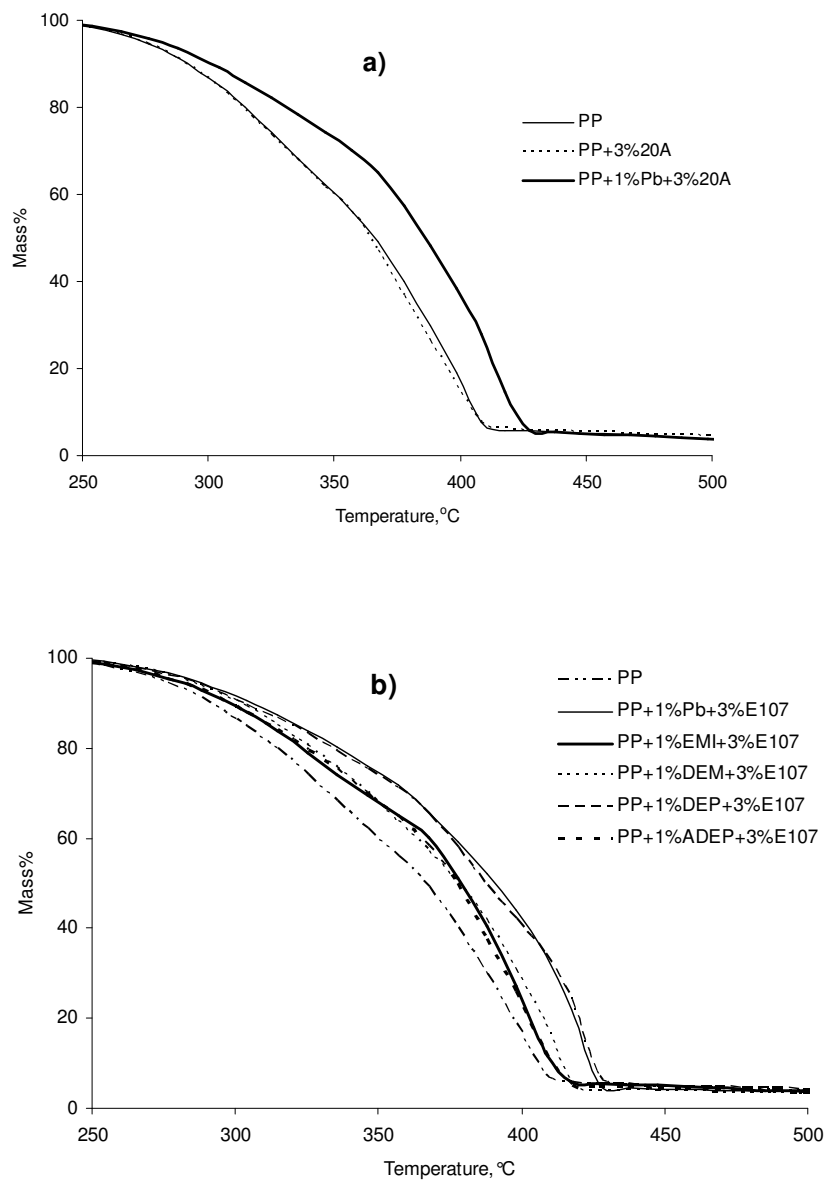 100
80
60
40
20
0
Mass%
a)
PP
PP+3%20A
PP+1%Pb+3%20A
250 300 350 400 450 500
Temperature,°C
100
80
60
40
20
0
Mass%
b)
PP
PP+1%Pb+3%E107
PP+1%EMI+3%E107
PP+1%DEM+3%E107
PP+1%DEP+3%E107
PP+1%ADEP+3%E107
250 300 350 400 450 500
Temperature, °C